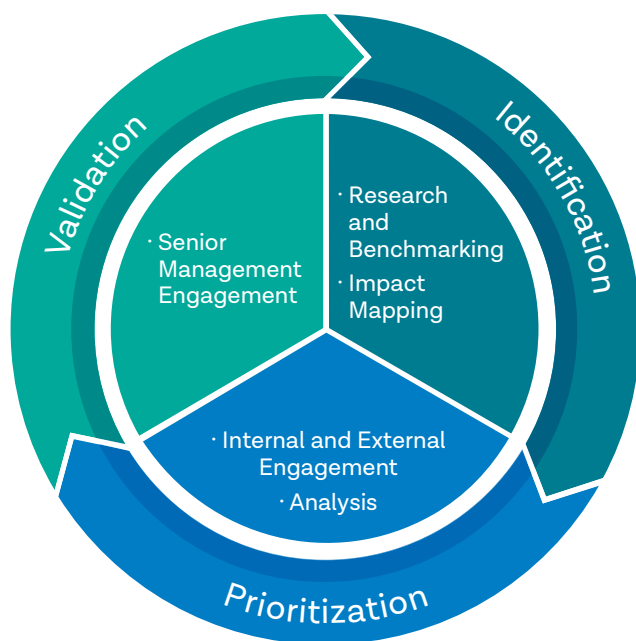 Validation
Identification
· Research
and
Benchmarking
· Impact
Mapping
· Senior
Management
Engagement
· Internal and External
Engagement
· Analysis
Prioritization